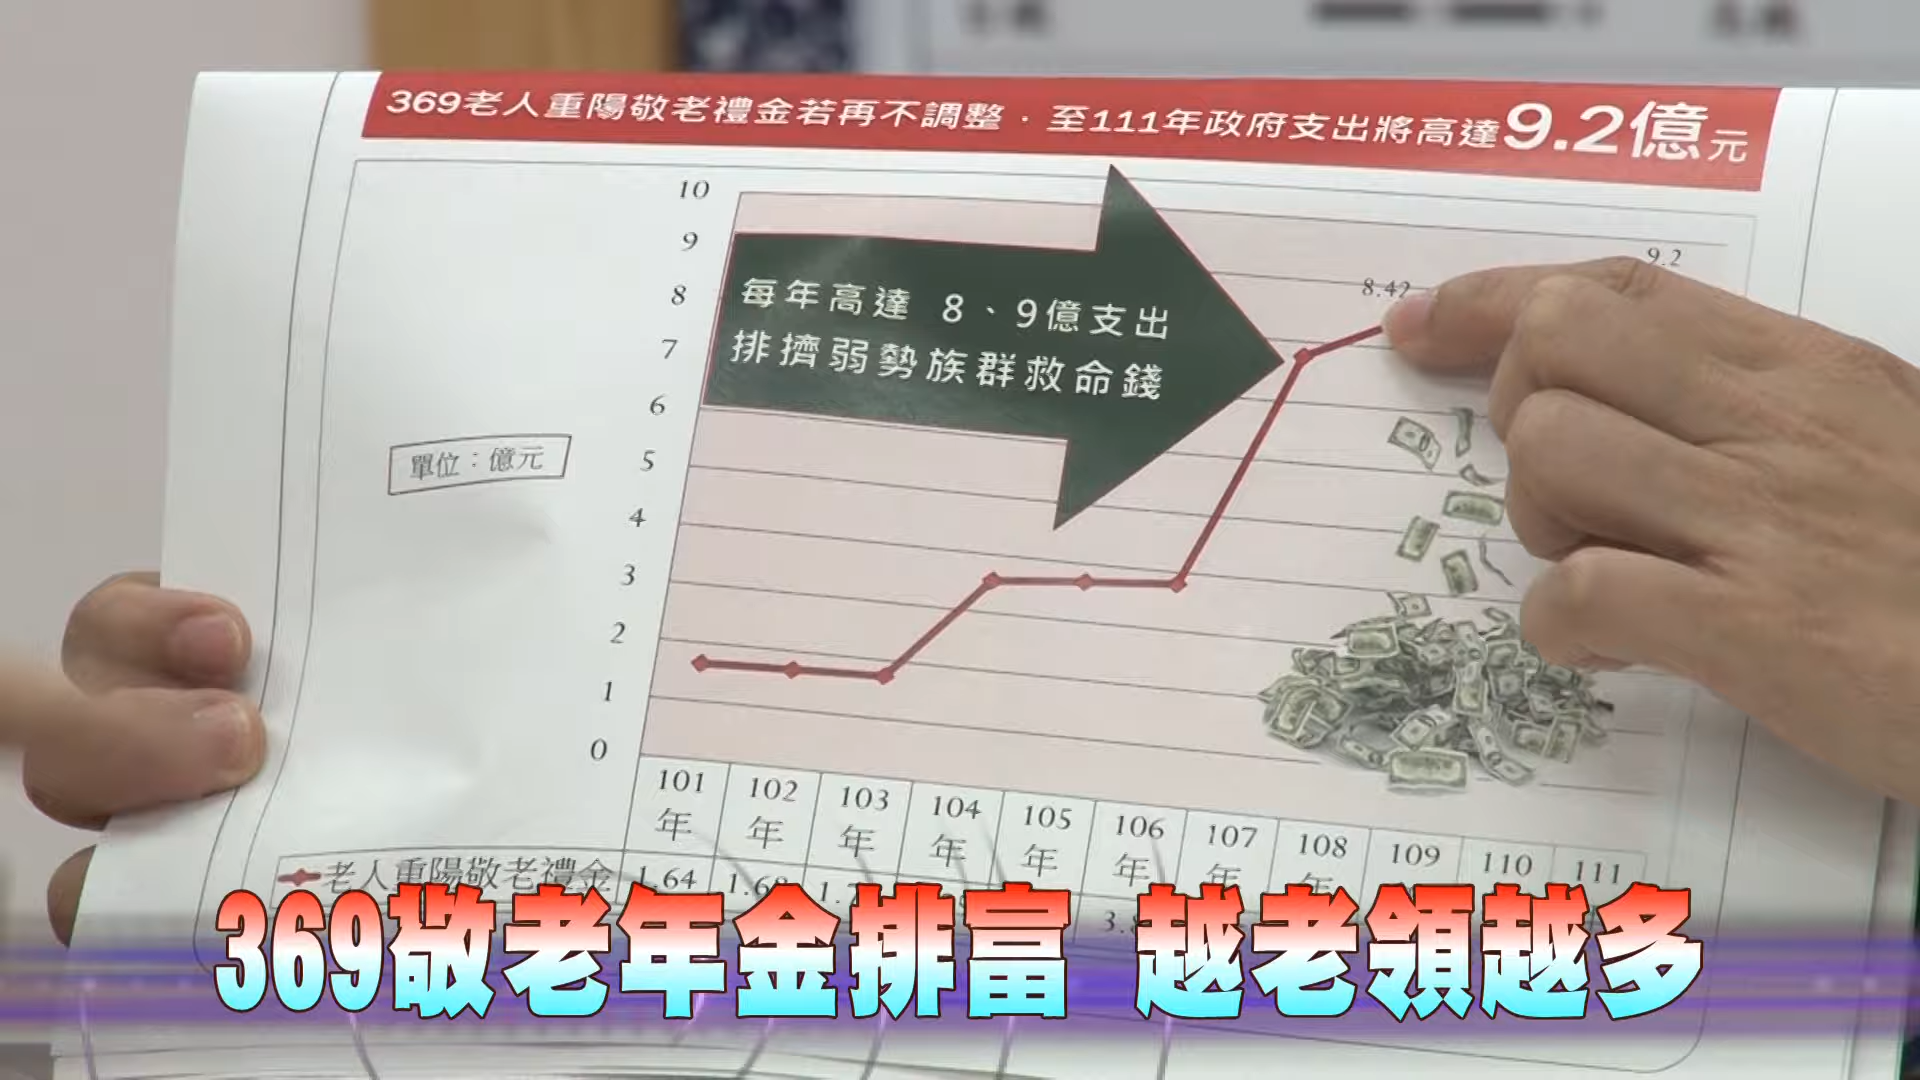 369老人重陽敬老禮金若再不調整．至111年政府支出將高達9.2億元
10
9
8
7
6
5
4
3
2
1
0
9.2
8.42
每年高達 8、9億支出
排擠弱勢族群救命錢
單位：億元
101 102 103 104 105 106 107 108 109 110 111
年 年 年 年 年 年 年 年
老人重陽敬老禮金 1.64
369敬老年金排富 越老領越多